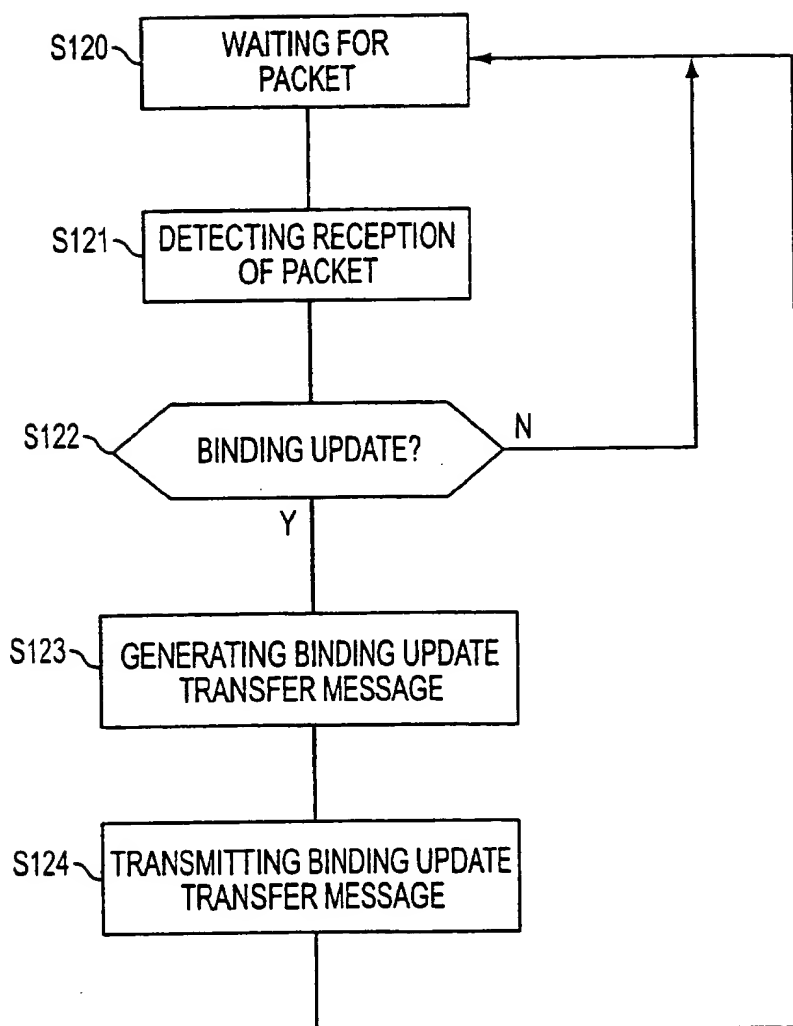 S120
WAITING FOR
PACKET
S121
DETECTING RECEPTION
OF PACKET
S122
BINDING UPDATE?
N
Y
S123
GENERATING BINDING UPDATE
TRANSFER MESSAGE
S124
TRANSMITTING BINDING UPDATE
TRANSFER MESSAGE